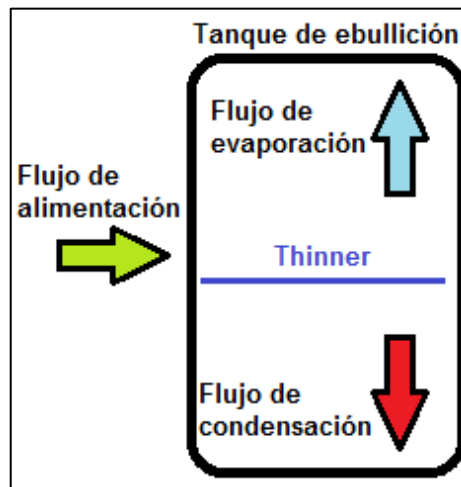 Tanque de ebullición
Flujo de
evaporación
Flujo de
alimentación
Thinner
Flujo de
condensación